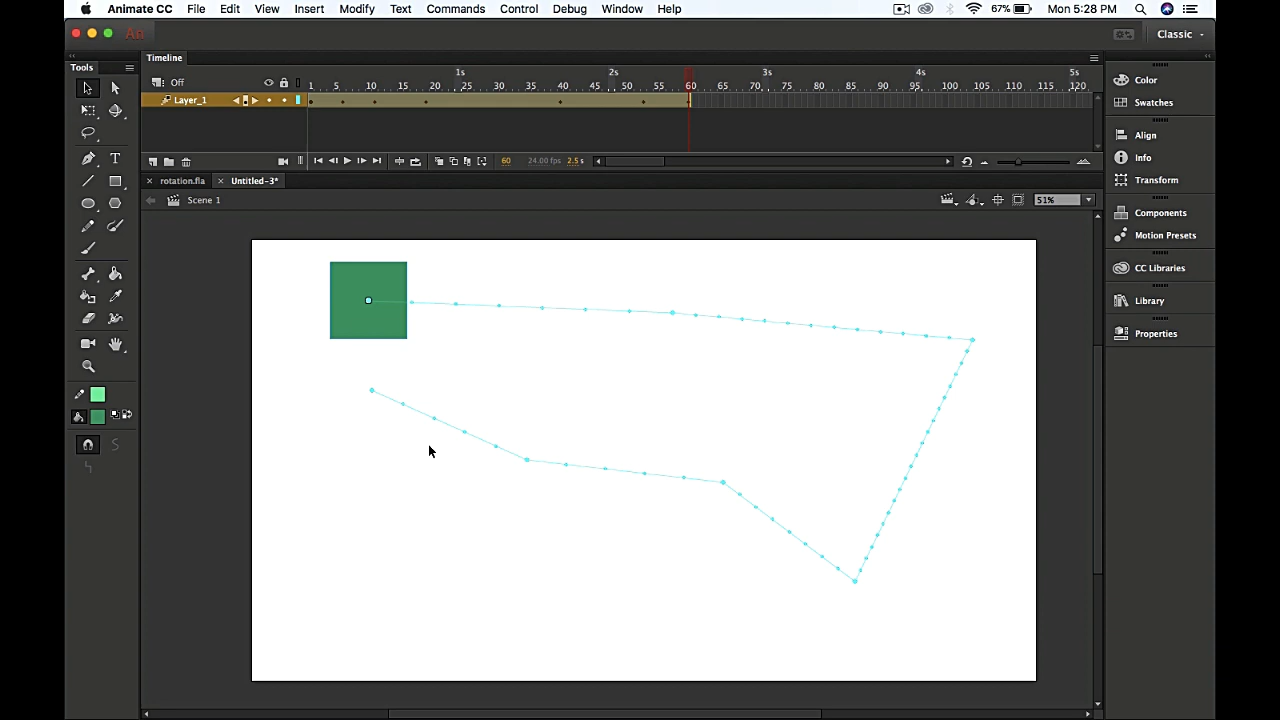 Animate CC File Edit View Insert Modify Text Commands Control Debug Window Help 67% Mon 5:28 PM
An Classic
Tools Timeline
Off 1s 2s 3s 4s 5s
1 5 10 15 20 25 30 35 40 45 50 55 60 65 70 75 80 85 90 95 100 105 110 115 120
Layer_1
60 24.00 fps 2.5 s
rotation.fla Untitled-3*
Scene 1 51%
Color
Swatches
Align
Info
Transform
Components
Motion Presets
CC Libraries
Library
Properties
T
S